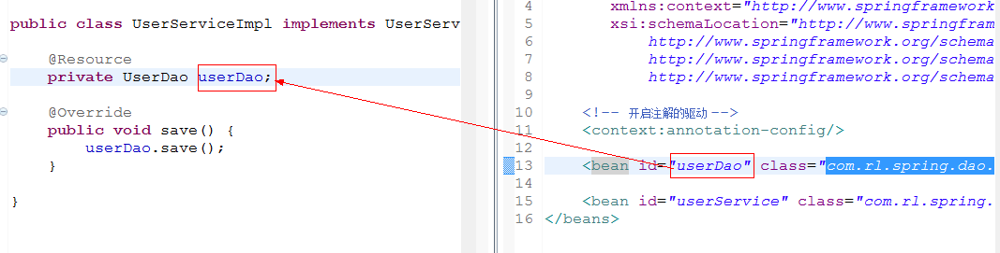 public class UserServiceImpl implements UserServ
@Resource
private UserDao userDao;
@Override
public void save() {
userDao.save();
}
}
4 xmlns:context="http://www.springframework
5 xsi:schemaLocation="http://www.springfram
6 http://www.springframework.org/schema
7 http://www.springframework.org/schema
8 http://www.springframework.org/schema
9
10 <!-- 开启注解的驱动 -->
11 <context:annotation-config/>
12
13 <bean id="userDao" class="com.rl.spring.dao.
14
15 <bean id="userService" class="com.rl.spring.
16 </beans>